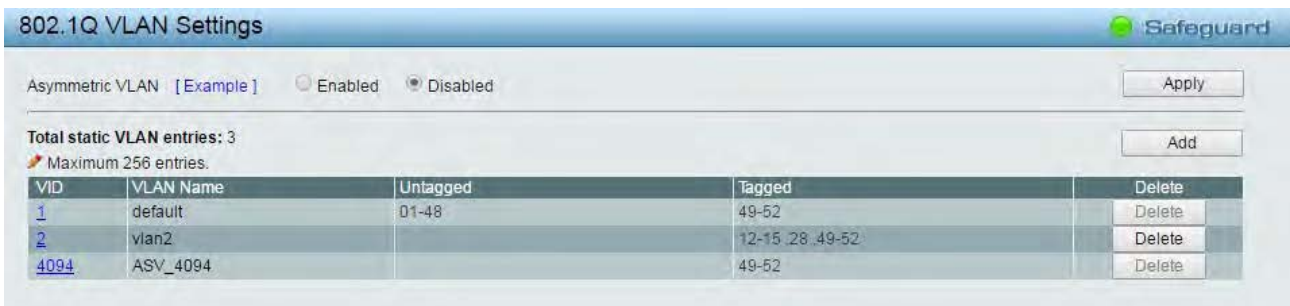 802.1Q VLAN Settings Safeguard
Asymmetric VLAN [ Example ] Enabled Disabled Apply
Total static VLAN entries: 3
Add
Maximum 256 entries.
VID VLAN Name Untagged Tagged Delete
1 default 01-48 49-52 Delete
2 vlan2 12-15 ,28 ,49-52 Delete
4094 ASV_4094 49-52 Delete